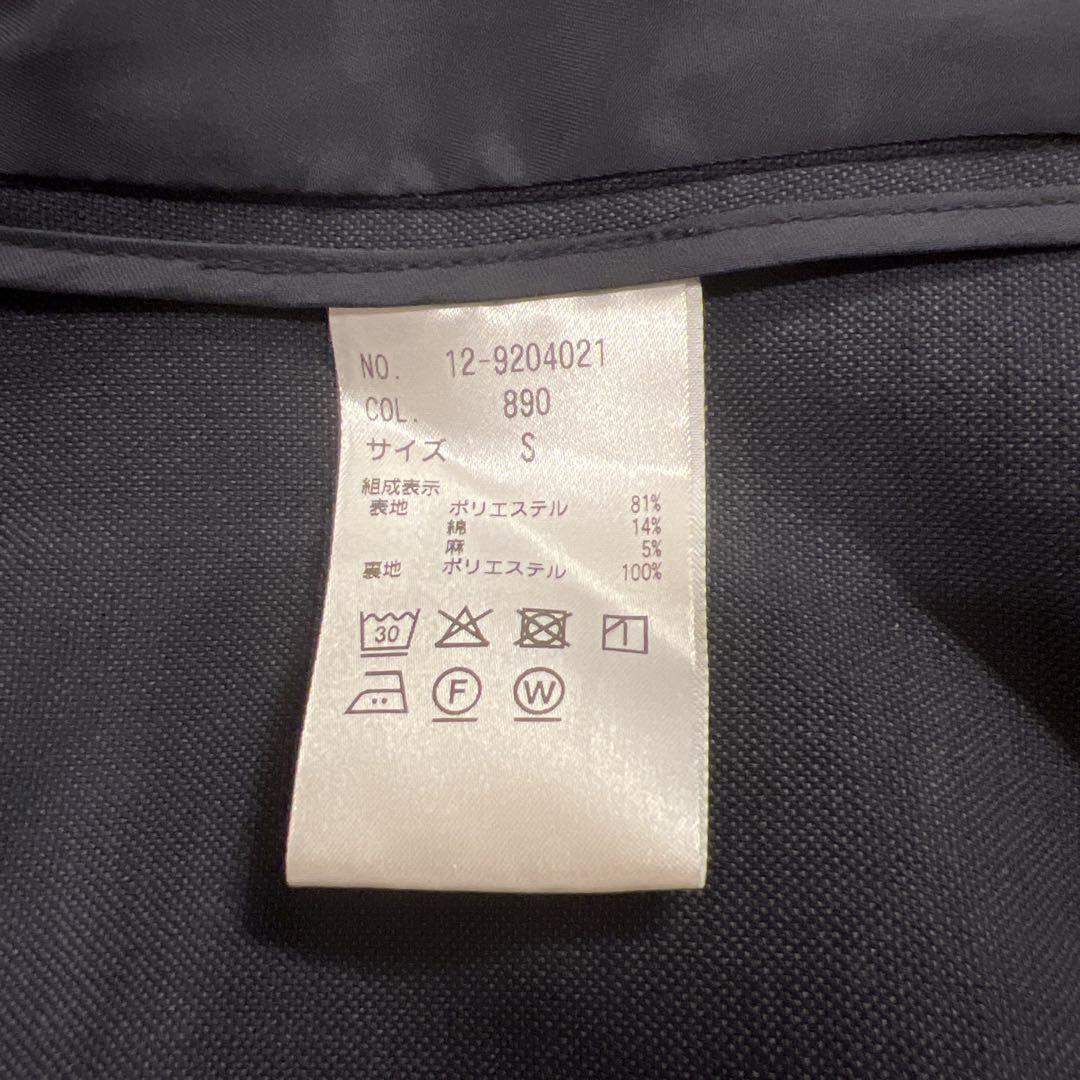 NO. 12-9204021
COL. 890
サイズ S
組成表示
表地 ポリエステル 81%
綿 14%
麻 5%
裏地 ポリエステル 100%
30
F W